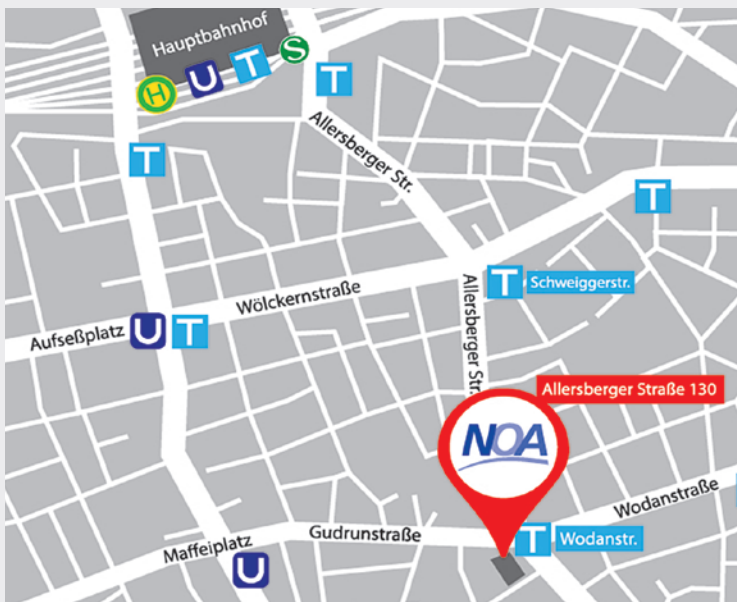 Hauptbahnhof
H
U
T
S
T
Allersberger Str.
T
T
Wölckernstraße
T
Schweiggerstr.
Aufseßplatz
U
T
Allersberger Str.
Allersberger Straße 130
NOA
Wodanstraße
Gudrunstraße
T
Wodanstr.
Maffeiplatz
U